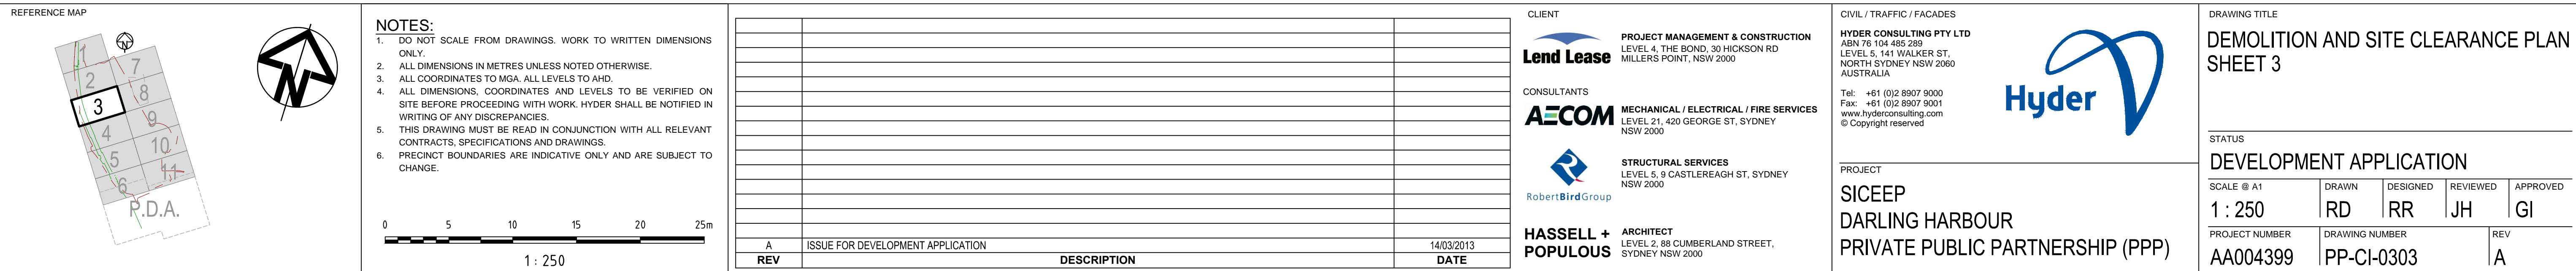 REFERENCE MAP
N
1
2
3
4
5
6
7
8
9
10
11
P.D.A.
N
NOTES:
1. DO NOT SCALE FROM DRAWINGS. WORK TO WRITTEN DIMENSIONS
ONLY.
2. ALL DIMENSIONS IN METRES UNLESS NOTED OTHERWISE.
3. ALL COORDINATES TO MGA. ALL LEVELS TO AHD.
4. ALL DIMENSIONS, COORDINATES AND LEVELS TO BE VERIFIED ON
SITE BEFORE PROCEEDING WITH WORK. HYDER SHALL BE NOTIFIED IN
WRITING OF ANY DISCREPANCIES.
5. THIS DRAWING MUST BE READ IN CONJUNCTION WITH ALL RELEVANT
CONTRACTS, SPECIFICATIONS AND DRAWINGS.
6. PRECINCT BOUNDARIES ARE INDICATIVE ONLY AND ARE SUBJECT TO
CHANGE.
0 5 10 15 20 25m
1 : 250
A ISSUE FOR DEVELOPMENT APPLICATION 14/03/2013
REV DESCRIPTION DATE
CLIENT
Lend Lease
PROJECT MANAGEMENT & CONSTRUCTION
LEVEL 4, THE BOND, 30 HICKSON RD
MILLERS POINT, NSW 2000
CONSULTANTS
AECOM
MECHANICAL / ELECTRICAL / FIRE SERVICES
LEVEL 21, 420 GEORGE ST, SYDNEY
NSW 2000
RobertBirdGroup
STRUCTURAL SERVICES
LEVEL 5, 9 CASTLEREAGH ST, SYDNEY
NSW 2000
HASSELL +
POPULOUS
ARCHITECT
LEVEL 2, 88 CUMBERLAND STREET,
SYDNEY NSW 2000
CIVIL / TRAFFIC / FACADES
HYDER CONSULTING PTY LTD
ABN 76 104 485 289
LEVEL 5, 141 WALKER ST,
NORTH SYDNEY NSW 2060
AUSTRALIA
Tel: +61 (0)2 8907 9000
Fax: +61 (0)2 8907 9001
www.hyderconsulting.com
© Copyright reserved
Hyder
PROJECT
SICEEP
DARLING HARBOUR
PRIVATE PUBLIC PARTNERSHIP (PPP)
DRAWING TITLE
DEMOLITION AND SITE CLEARANCE PLAN
SHEET 3
STATUS
DEVELOPMENT APPLICATION
SCALE @ A1 DRAWN DESIGNED REVIEWED APPROVED
1 : 250 RD RR JH GI
PROJECT NUMBER DRAWING NUMBER REV
AA004399 PP-CI-0303 A